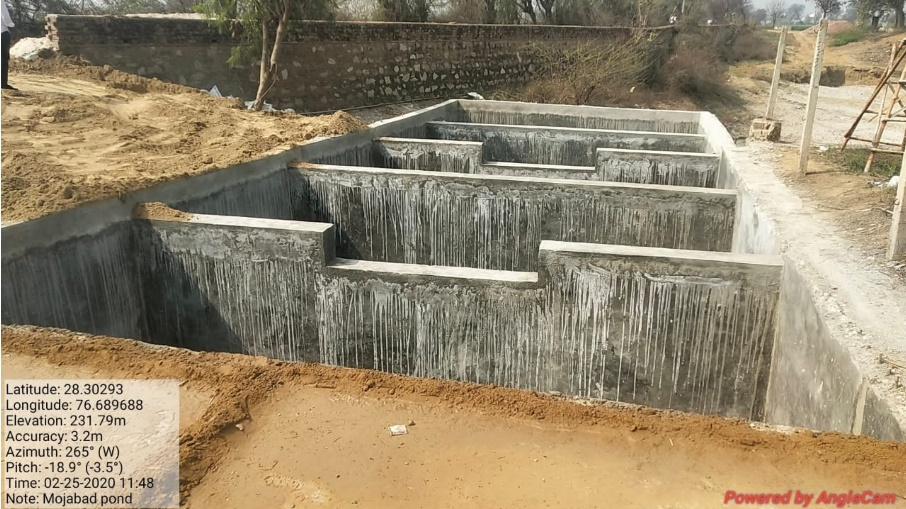 Latitude: 28.30293
Longitude: 76.689688
Elevation: 231.79m
Accuracy: 3.2m
Azimuth: 265° (W)
Pitch: -18.9° (-3.5°)
Time: 02-25-2020 11:48
Note: Mojabad pond
Powered by AngleCam